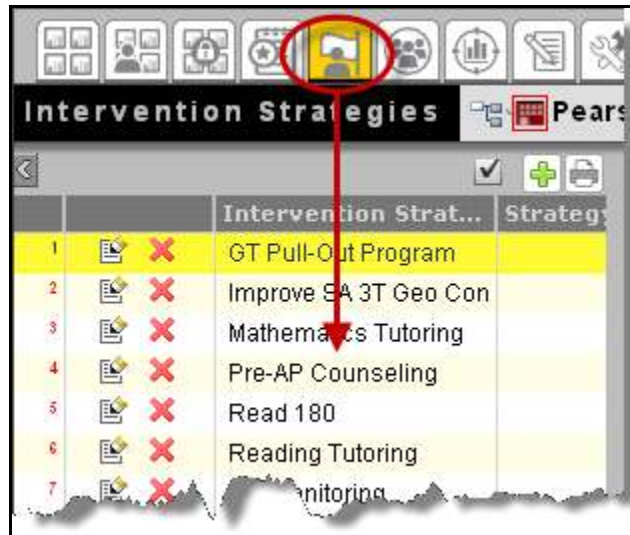 Intervention Strategies Pears
Intervention Strat... Strategy
1 GT Pull-Out Program
2 Improve SA 3T Geo Con
3 Mathematics Tutoring
4 Pre-AP Counseling
5 Read 180
6 Reading Tutoring
7 onitoring